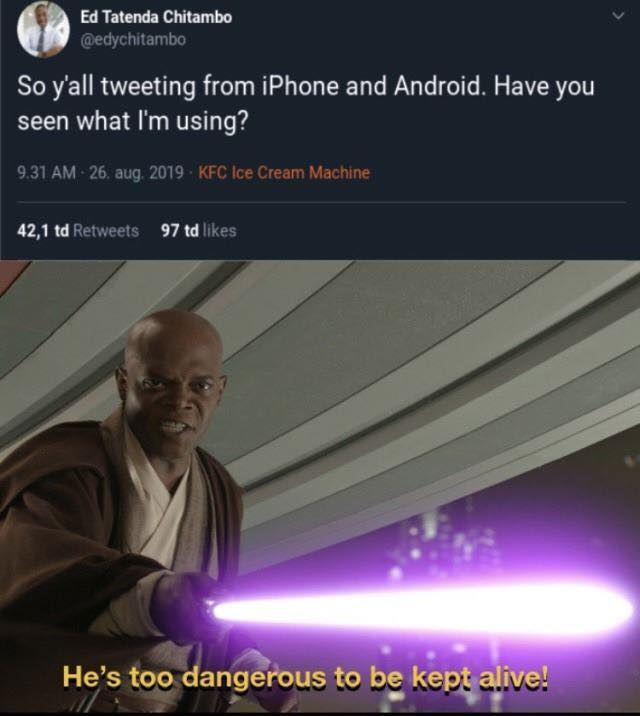 Ed Tatenda Chitambo
@edychitambo
So y'all tweeting from iPhone and Android. Have you
seen what I'm using?
9.31 AM · 26. aug. 2019 · KFC Ice Cream Machine
42,1 td Retweets 97 td likes
He's too dangerous to be kept alive!